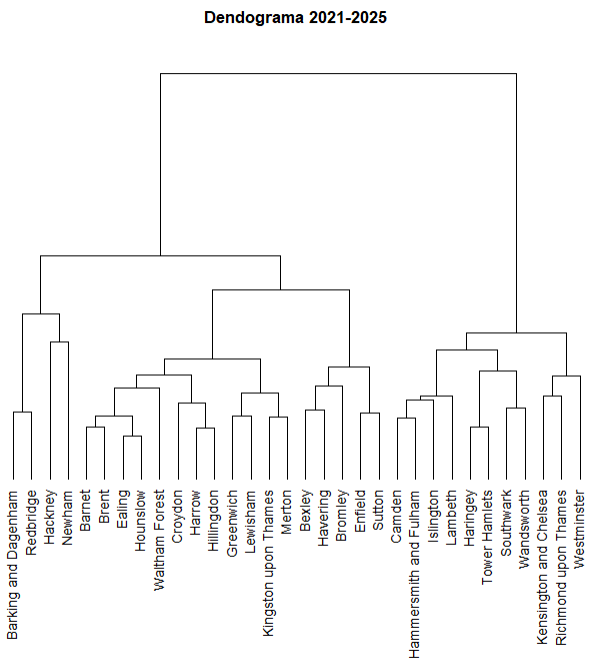 Dendograma 2021-2025
Barking and Dagenham
Redbridge
Hackney
Newham
Barnet
Brent
Ealing
Hounslow
Waltham Forest
Croydon
Harrow
Hillingdon
Greenwich
Lewisham
Kingston upon Thames
Merton
Bexley
Havering
Bromley
Enfield
Sutton
Camden
Hammersmith and Fulham
Islington
Lambeth
Haringey
Tower Hamlets
Southwark
Wandsworth
Kensington and Chelsea
Richmond upon Thames
Westminster